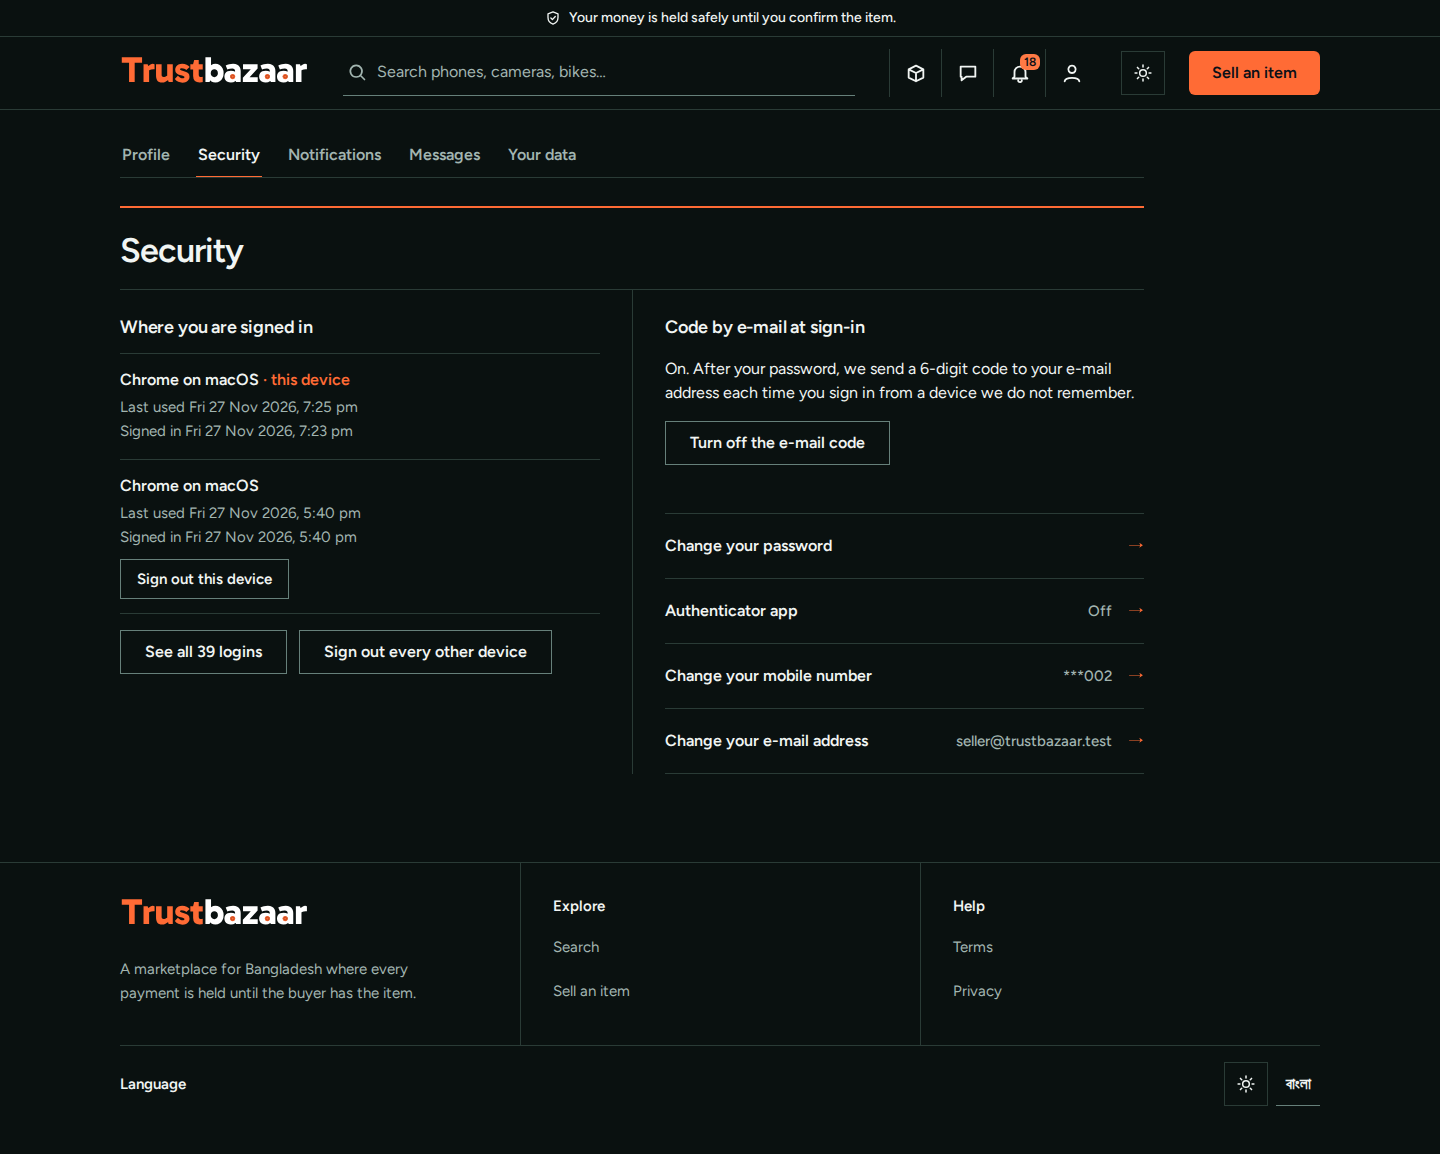 Your money is held safely until you confirm the item.
Trustbazaar
Search phones, cameras, bikes...
18
Sell an item
Profile
Security
Notifications
Messages
Your data
Security
Where you are signed in
Chrome on macOS · this device
Last used Fri 27 Nov 2026, 7:25 pm
Signed in Fri 27 Nov 2026, 7:23 pm
Chrome on macOS
Last used Fri 27 Nov 2026, 5:40 pm
Signed in Fri 27 Nov 2026, 5:40 pm
Sign out this device
See all 39 logins
Sign out every other device
Code by e-mail at sign-in
On. After your password, we send a 6-digit code to your e-mail
address each time you sign in from a device we do not remember.
Turn off the e-mail code
Change your password →
Authenticator app Off →
Change your mobile number ***002 →
Change your e-mail address seller@trustbazaar.test →
Trustbazaar
A marketplace for Bangladesh where every
payment is held until the buyer has the item.
Explore
Search
Sell an item
Help
Terms
Privacy
Language
বাংলা